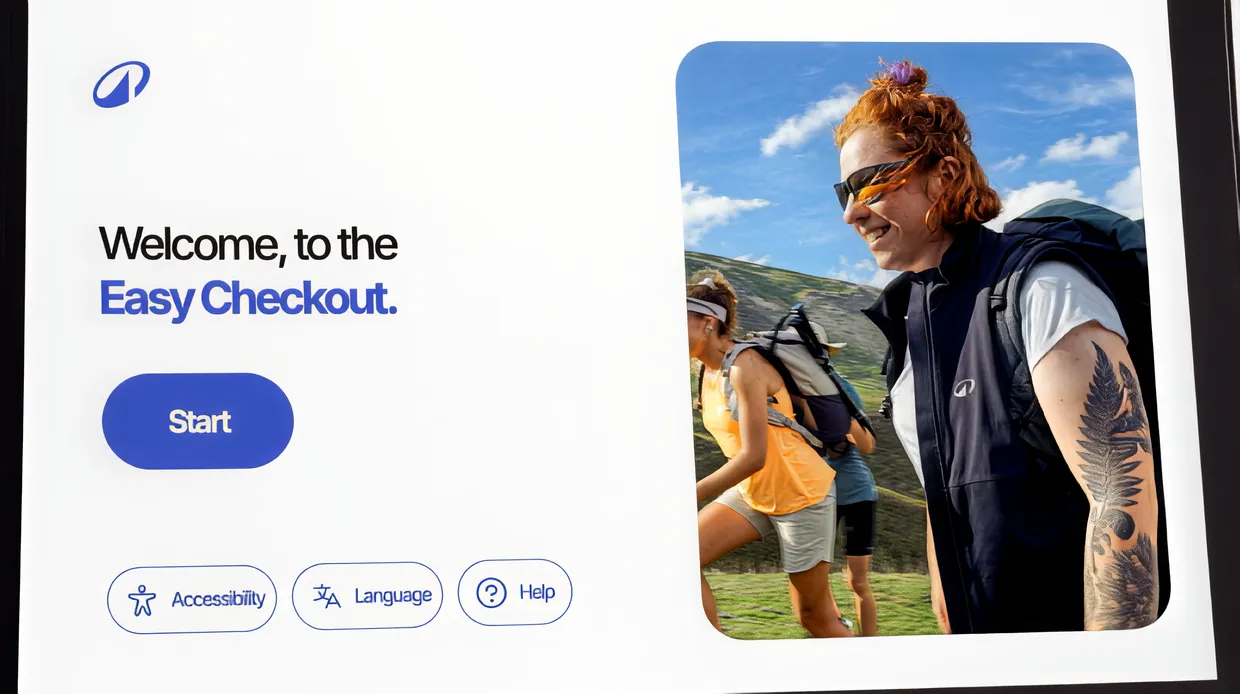 Welcome, to the
Easy Checkout.
Start
Accessibility
Language
Help